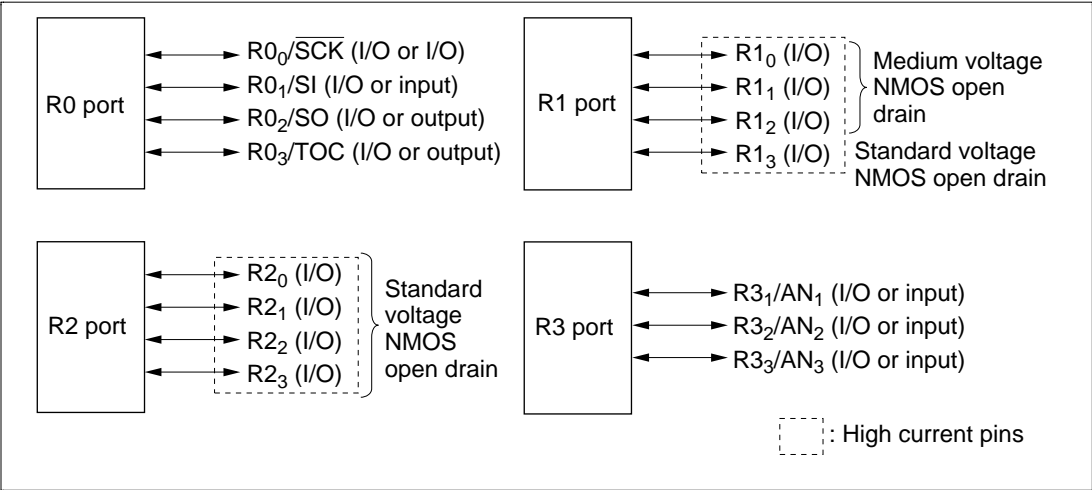 R0 port
R0₀/S̅C̅K̅ (I/O or I/O)
R0₁/SI (I/O or input)
R0₂/SO (I/O or output)
R0₃/TOC (I/O or output)
R1 port
R1₀ (I/O)
R1₁ (I/O)
R1₂ (I/O)
R1₃ (I/O)
Medium voltage
NMOS open
drain
Standard voltage
NMOS open drain
R2 port
R2₀ (I/O)
R2₁ (I/O)
R2₂ (I/O)
R2₃ (I/O)
Standard
voltage
NMOS
open drain
R3 port
R3₁/AN₁ (I/O or input)
R3₂/AN₂ (I/O or input)
R3₃/AN₃ (I/O or input)
: High current pins